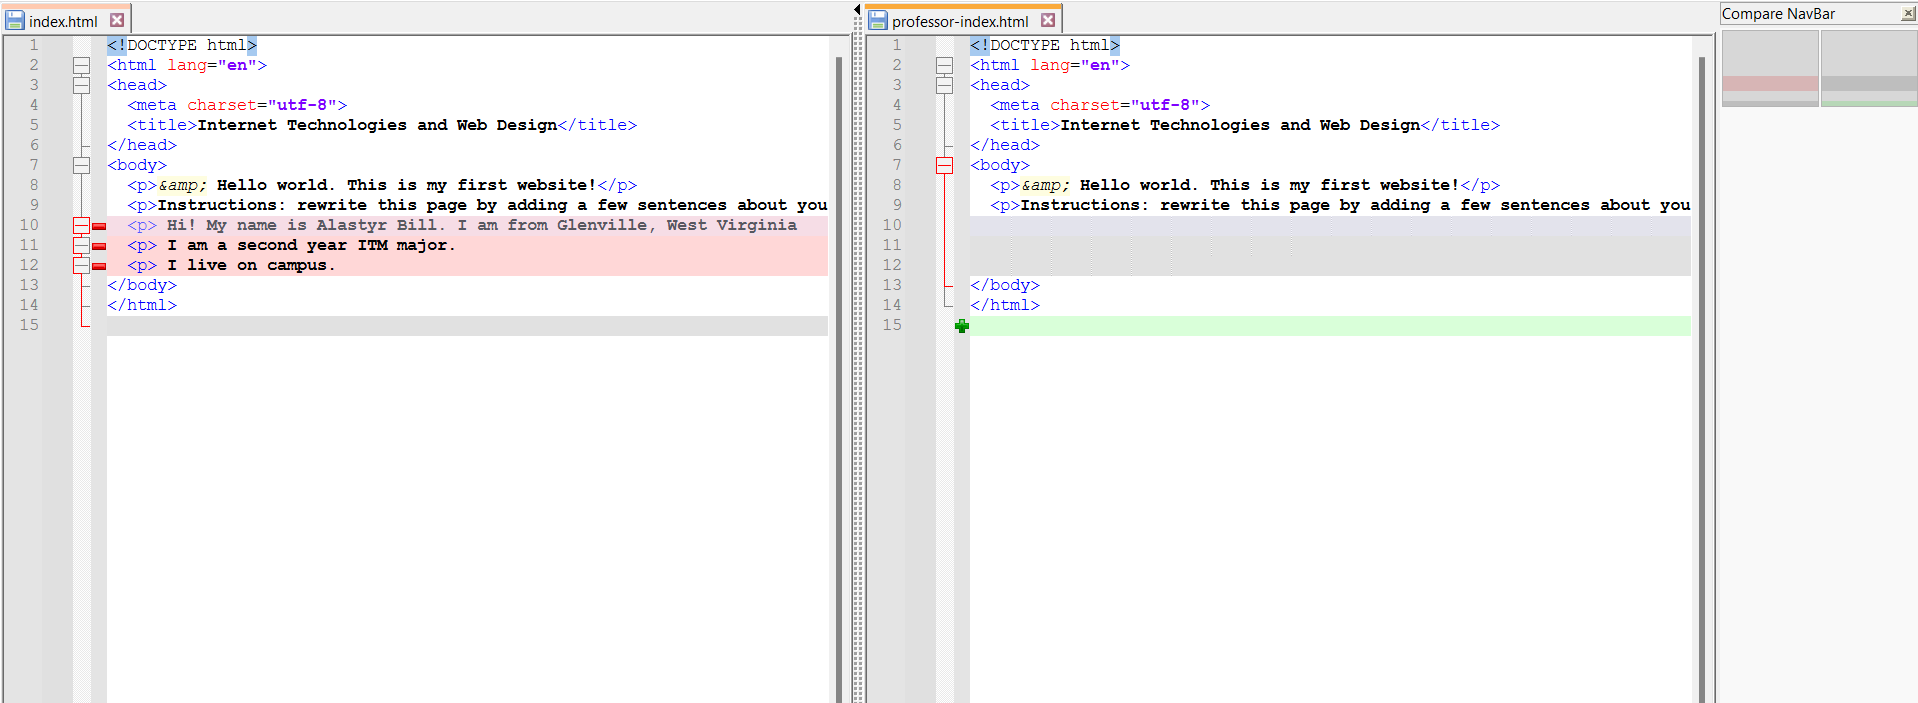 index.html
professor-index.html
Compare NavBar
1 <!DOCTYPE html>
2 <html lang="en">
3 <head>
4 <meta charset="utf-8">
5 <title>Internet Technologies and Web Design</title>
6 </head>
7 <body>
8 <p>&amp; Hello world. This is my first website!</p>
9 <p>Instructions: rewrite this page by adding a few sentences about you
10 <p> Hi! My name is Alastyr Bill. I am from Glenville, West Virginia
11 <p> I am a second year ITM major.
12 <p> I live on campus.
13 </body>
14 </html>
15
1 <!DOCTYPE html>
2 <html lang="en">
3 <head>
4 <meta charset="utf-8">
5 <title>Internet Technologies and Web Design</title>
6 </head>
7 <body>
8 <p>&amp; Hello world. This is my first website!</p>
9 <p>Instructions: rewrite this page by adding a few sentences about you
10
11
12
13 </body>
14 </html>
15